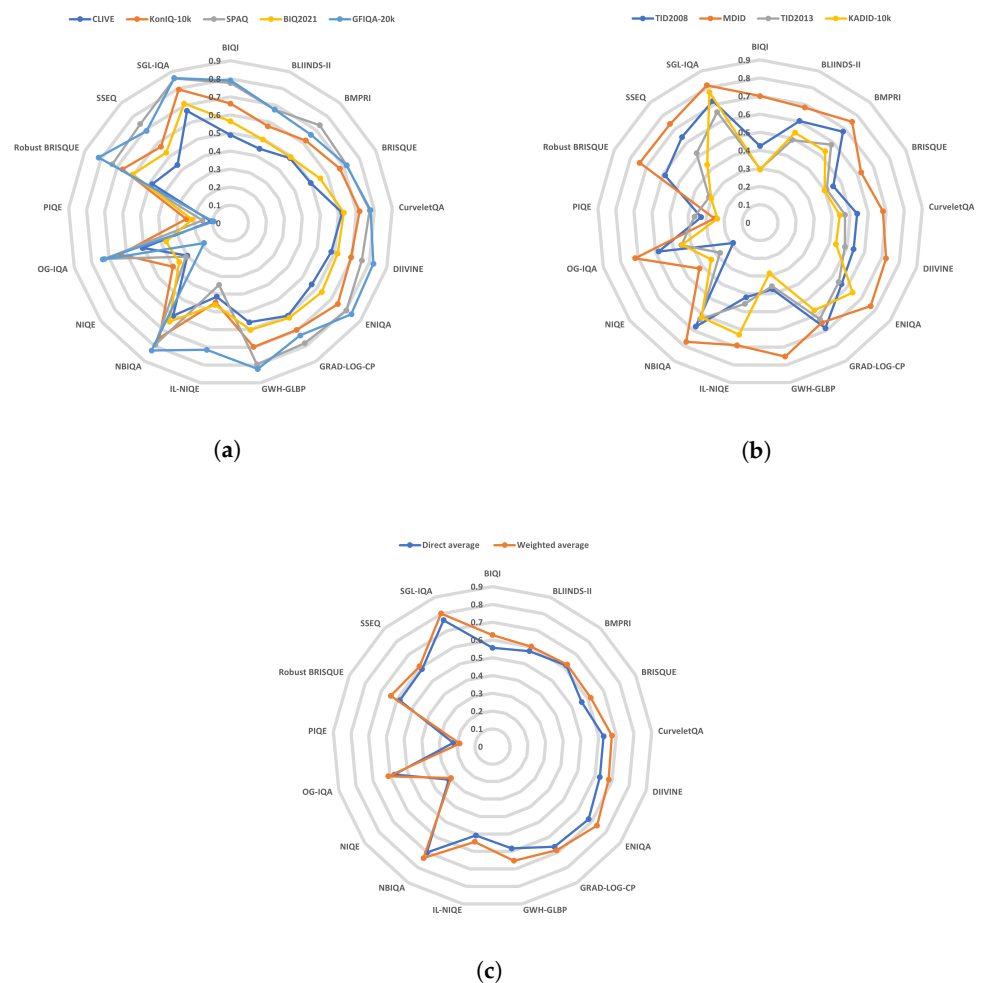 CLIVE KonIQ-10k SPAQ BIQ2021 GFIQA-20k
BIQI
BLIINDS-II
BMPRI
BRISQUE
CurveletQA
DIIVINE
ENIQA
GRAD-LOG-CP
GWH-GLBP
IL-NIQE
NBIQA
NIQE
OG-IQA
PIQE
Robust BRISQUE
SSEQ
SGL-IQA
0.9
0.8
0.7
0.6
0.5
0.4
0.3
0.2
0.1
0
(a)
TID2008 MDID TID2013 KADID-10k
BIQI
BLIINDS-II
BMPRI
BRISQUE
CurveletQA
DIIVINE
ENIQA
GRAD-LOG-CP
GWH-GLBP
IL-NIQE
NBIQA
NIQE
OG-IQA
PIQE
Robust BRISQUE
SSEQ
SGL-IQA
0.9
0.8
0.7
0.6
0.5
0.4
0.3
0.2
0.1
0
(b)
Direct average Weighted average
BIQI
BLIINDS-II
BMPRI
BRISQUE
CurveletQA
DIIVINE
ENIQA
GRAD-LOG-CP
GWH-GLBP
IL-NIQE
NBIQA
NIQE
OG-IQA
PIQE
Robust BRISQUE
SSEQ
SGL-IQA
0.9
0.8
0.7
0.6
0.5
0.4
0.3
0.2
0.1
0
(c)